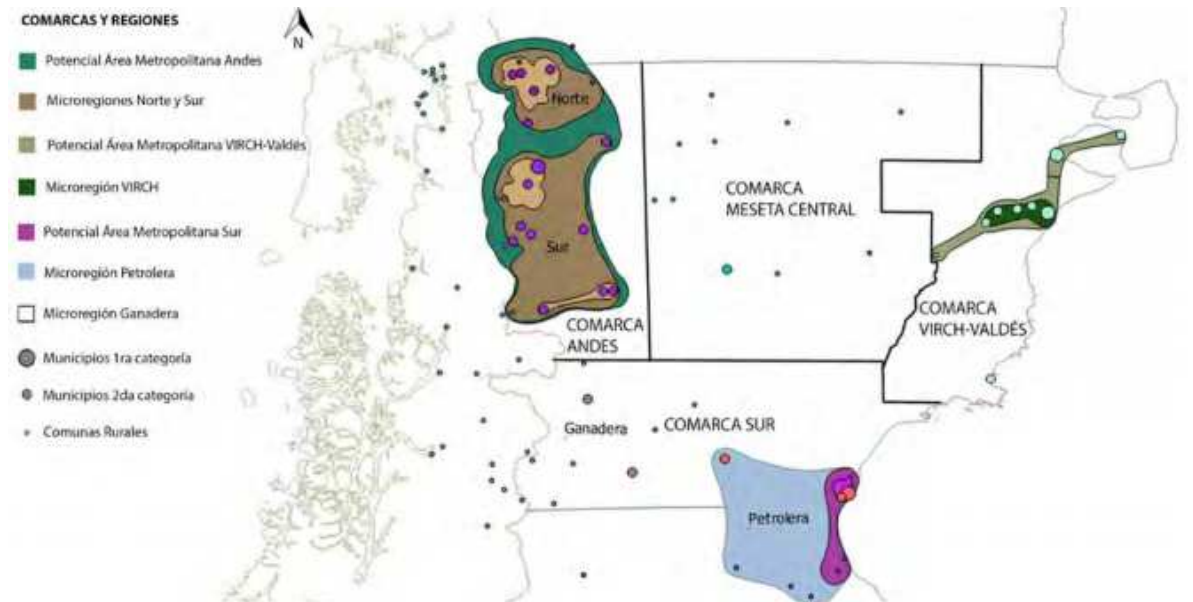 COMARCAS Y REGIONES
Potencial Área Metropolitana Andes
Microregiones Norte y Sur
Potencial Área Metropolitana VIRCH-Valdés
Microregión VIRCH
Potencial Área Metropolitana Sur
Microregión Petrolera
Microregión Ganadera
Municipios 1ra categoría
Municipios 2da categoría
Comunas Rurales
N
Norte
Sur
COMARCA
ANDES
COMARCA
MESETA CENTRAL
COMARCA
VIRCH-VALDÉS
Ganadera
COMARCA SUR
Petrolera